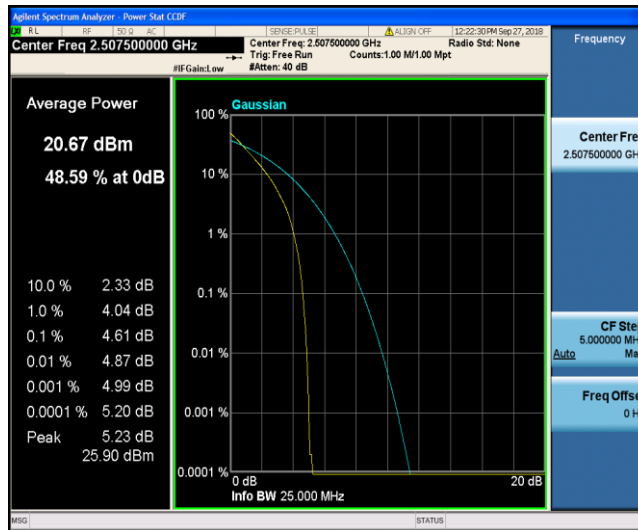 Agilent Spectrum Analyzer - Power Stat CCDF
RL RF 50 Ω AC SENSE:PULSE ALIGN OFF 12:22:30 PM Sep 27, 2018
Center Freq 2.507500000 GHz
Center Freq: 2.507500000 GHz Radio Std: None
Trig: Free Run Counts:1.00 M/1.00 Mpt
#IFGain:Low #Atten: 40 dB
Frequency
Average Power
20.67 dBm
48.59 % at 0dB
10.0 % 2.33 dB
1.0 % 4.04 dB
0.1 % 4.61 dB
0.01 % 4.87 dB
0.001 % 4.99 dB
0.0001 % 5.20 dB
Peak 5.23 dB
25.90 dBm
Gaussian
100 %
10 %
1 %
0.1 %
0.01 %
0.001 %
0.0001 %
0 dB 20 dB
Info BW 25.000 MHz
Center Fre
2.507500000 GH
CF Ste
5.000000 MH
Auto Ma
Freq Offse
0 H
MSG STATUS